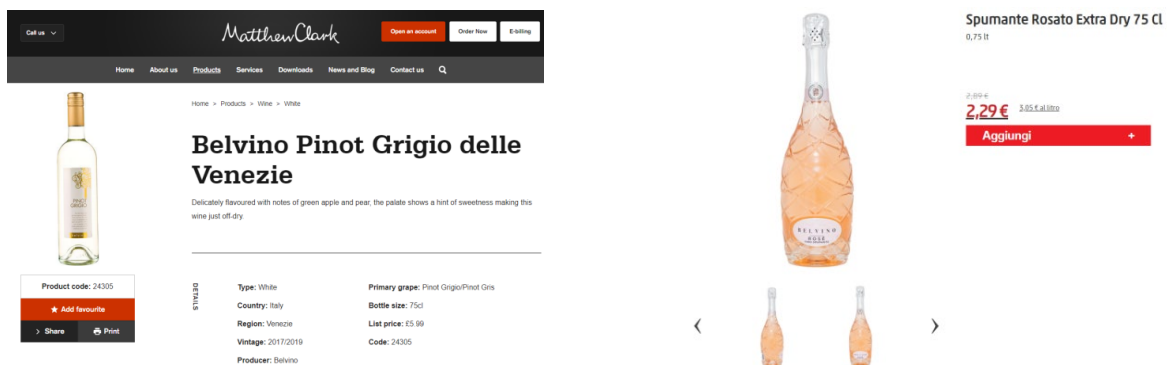 Call us
Matthew Clark
Open an account
Order Now
E-billing
Home About us Products Services Downloads News and Blog Contact us
Home > Products > Wine > White
Belvino Pinot Grigio delle
Venezie
Delicately flavoured with notes of green apple and pear, the palate shows a hint of sweetness making this
wine just off-dry.
PINOT
GRIGIO
Product code: 24305
Add favourite
Share
Print
DETAILS
Type: White
Country: Italy
Region: Venezie
Vintage: 2017/2019
Producer: Belvino
Primary grape: Pinot Grigio/Pinot Gris
Bottle size: 75cl
List price: £5.99
Code: 24305
BELVINO
ROSÉ
Spumante Rosato Extra Dry 75 Cl
0,75 lt
2,89 €
2,29 € 3,05 € al litro
Aggiungi +